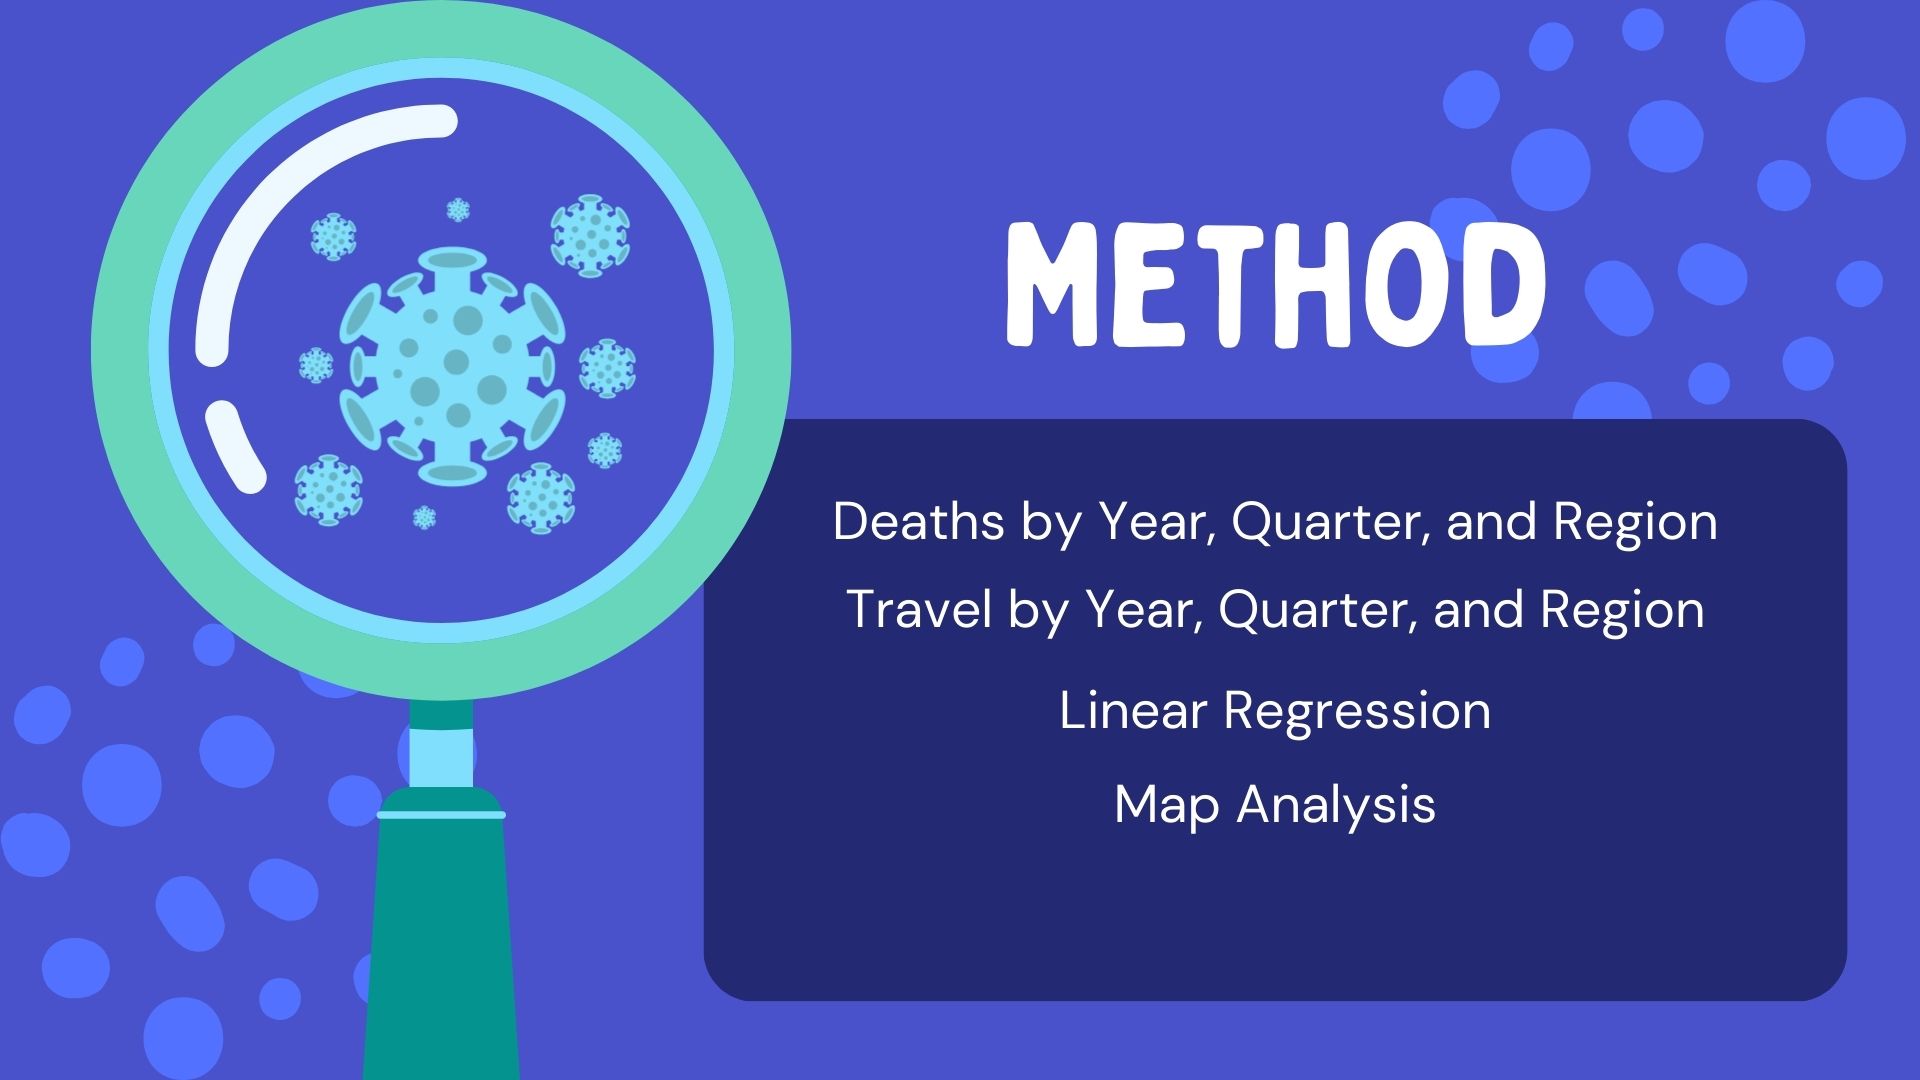 METHOD
Deaths by Year, Quarter, and Region
Travel by Year, Quarter, and Region
Linear Regression
Map Analysis